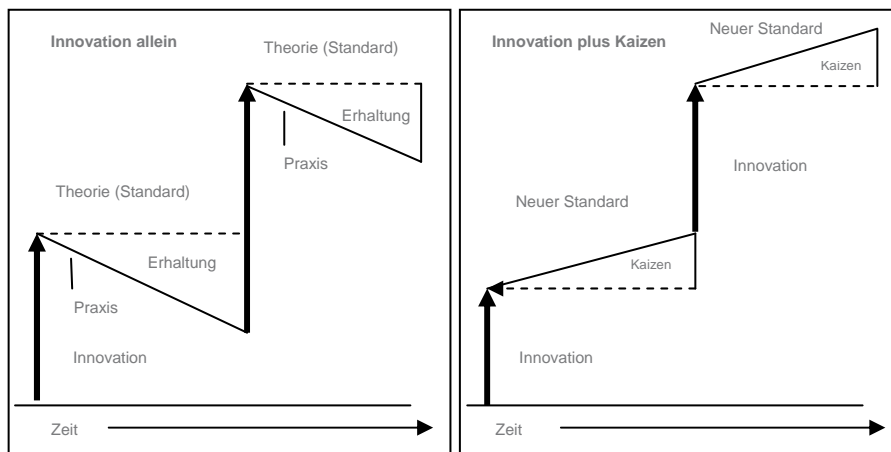 Innovation allein
Theorie (Standard)
Erhaltung
Praxis
Theorie (Standard)
Erhaltung
Praxis
Innovation
Zeit
Innovation plus Kaizen
Neuer Standard
Kaizen
Innovation
Neuer Standard
Kaizen
Innovation
Zeit